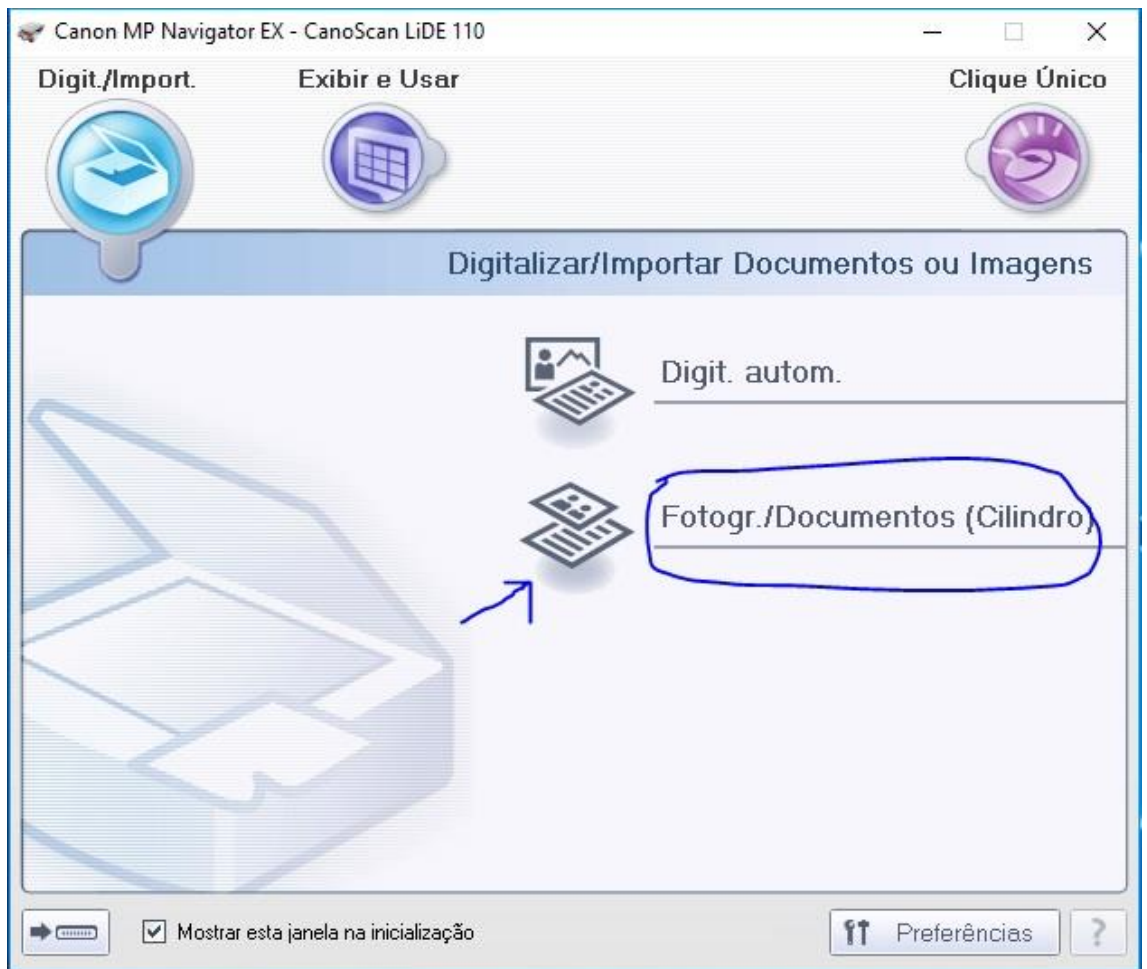 Canon MP Navigator EX - CanoScan LiDE 110
Digit./Import.
Exibir e Usar
Clique Único
Digitalizar/Importar Documentos ou Imagens
Digit. autom.
Fotogr./Documentos (Cilindro)
Mostrar esta janela na inicialização
Preferências
?